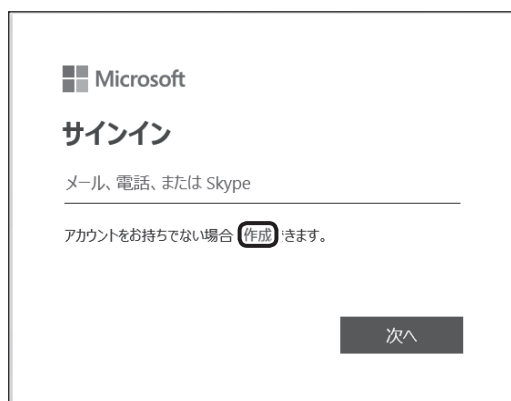 Microsoft
サインイン
メール、電話、または Skype
アカウントをお持ちでない場合 作成 きます。
次へ